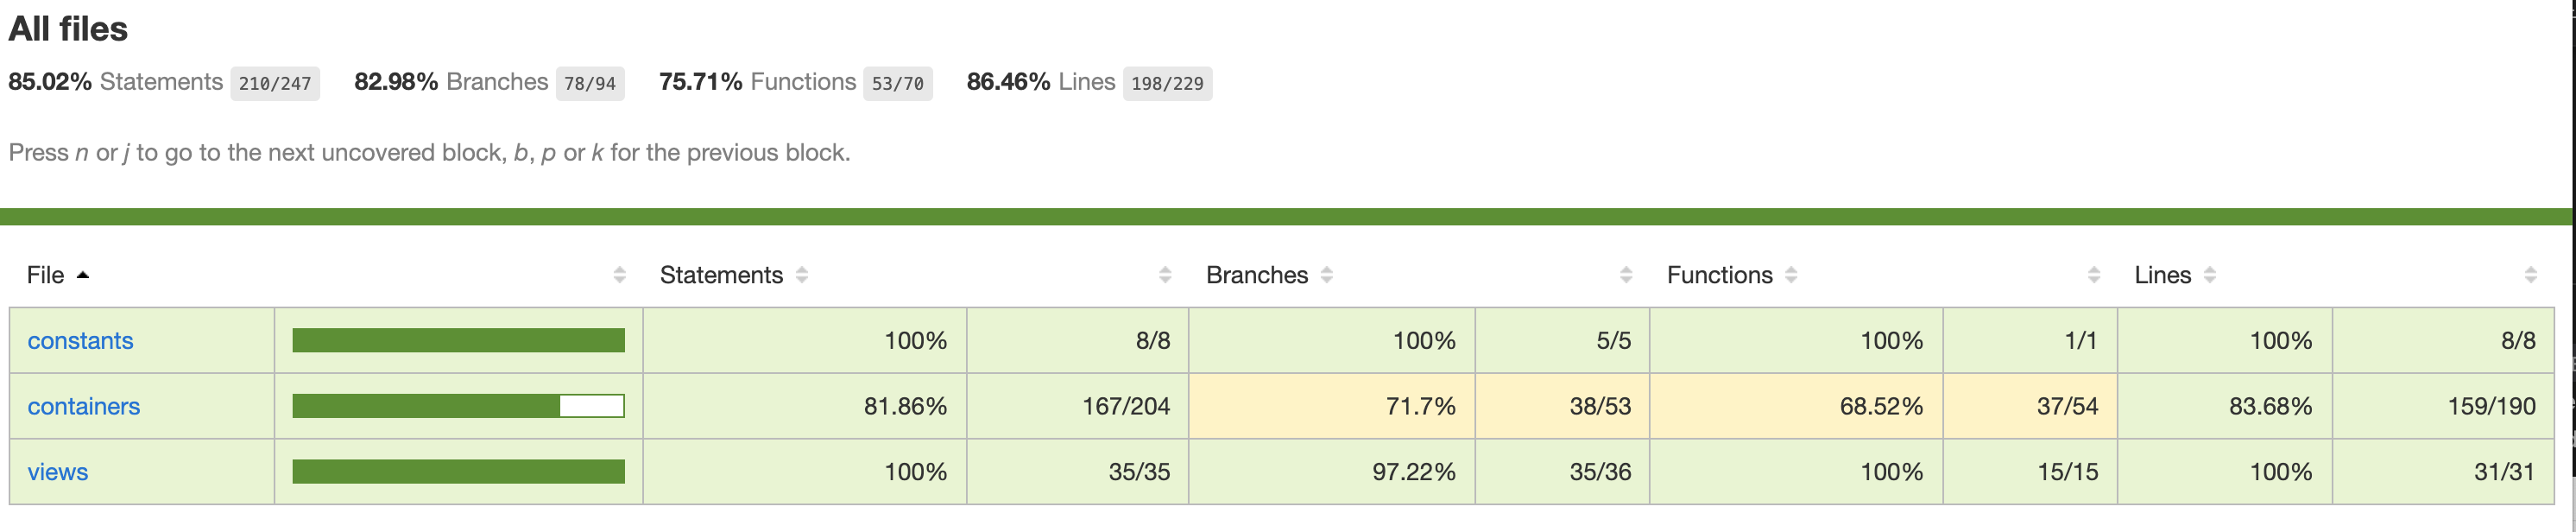 All files
85.02% Statements 210/247 82.98% Branches 78/94 75.71% Functions 53/70 86.46% Lines 198/229
Press n or j to go to the next uncovered block, b, p or k for the previous block.
File Statements Branches Functions Lines
constants 100% 8/8 100% 5/5 100% 1/1 100% 8/8
containers 81.86% 167/204 71.7% 38/53 68.52% 37/54 83.68% 159/190
views 100% 35/35 97.22% 35/36 100% 15/15 100% 31/31